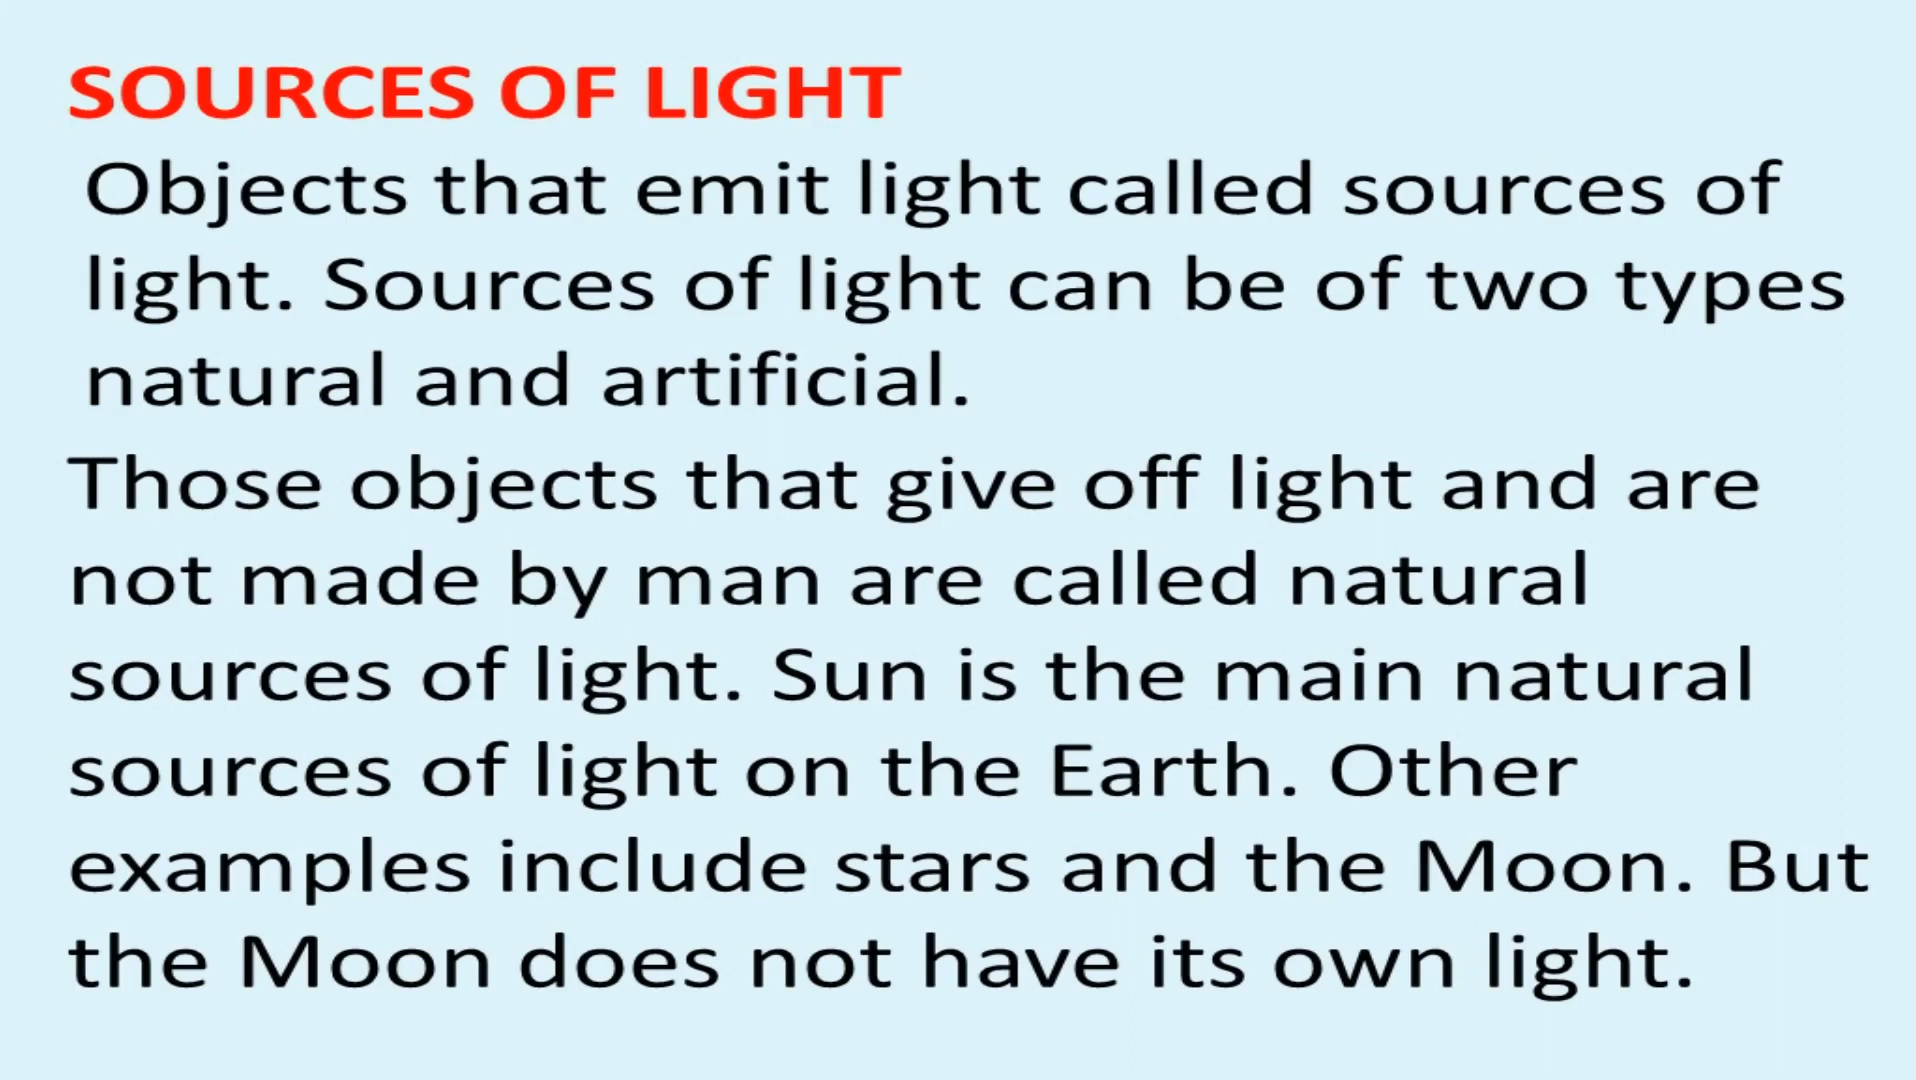 SOURCES OF LIGHT
Objects that emit light called sources of
light. Sources of light can be of two types
natural and artificial.
Those objects that give off light and are
not made by man are called natural
sources of light. Sun is the main natural
sources of light on the Earth. Other
examples include stars and the Moon. But
the Moon does not have its own light.